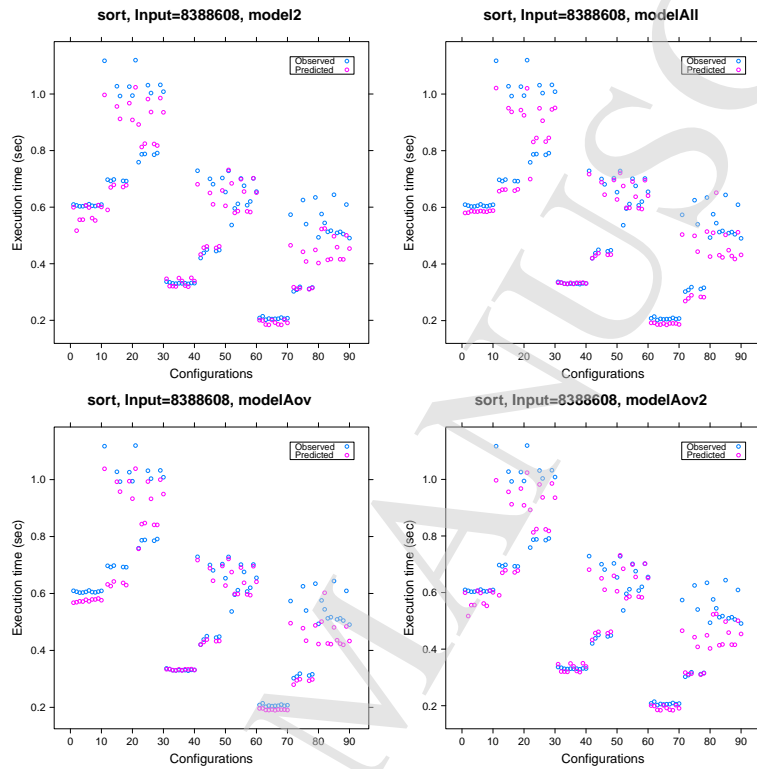 sort, Input=8388608, model2
Observed
Predicted
Execution time (sec)
1.0
0.8
0.6
0.4
0.2
0 10 20 30 40 50 60 70 80 90
Configurations
sort, Input=8388608, modelAll
Observed
Predicted
Execution time (sec)
1.0
0.8
0.6
0.4
0.2
0 10 20 30 40 50 60 70 80 90
Configurations
sort, Input=8388608, modelAov
Observed
Predicted
Execution time (sec)
1.0
0.8
0.6
0.4
0.2
0 10 20 30 40 50 60 70 80 90
Configurations
sort, Input=8388608, modelAov2
Observed
Predicted
Execution time (sec)
1.0
0.8
0.6
0.4
0.2
0 10 20 30 40 50 60 70 80 90
Configurations
MANUSC